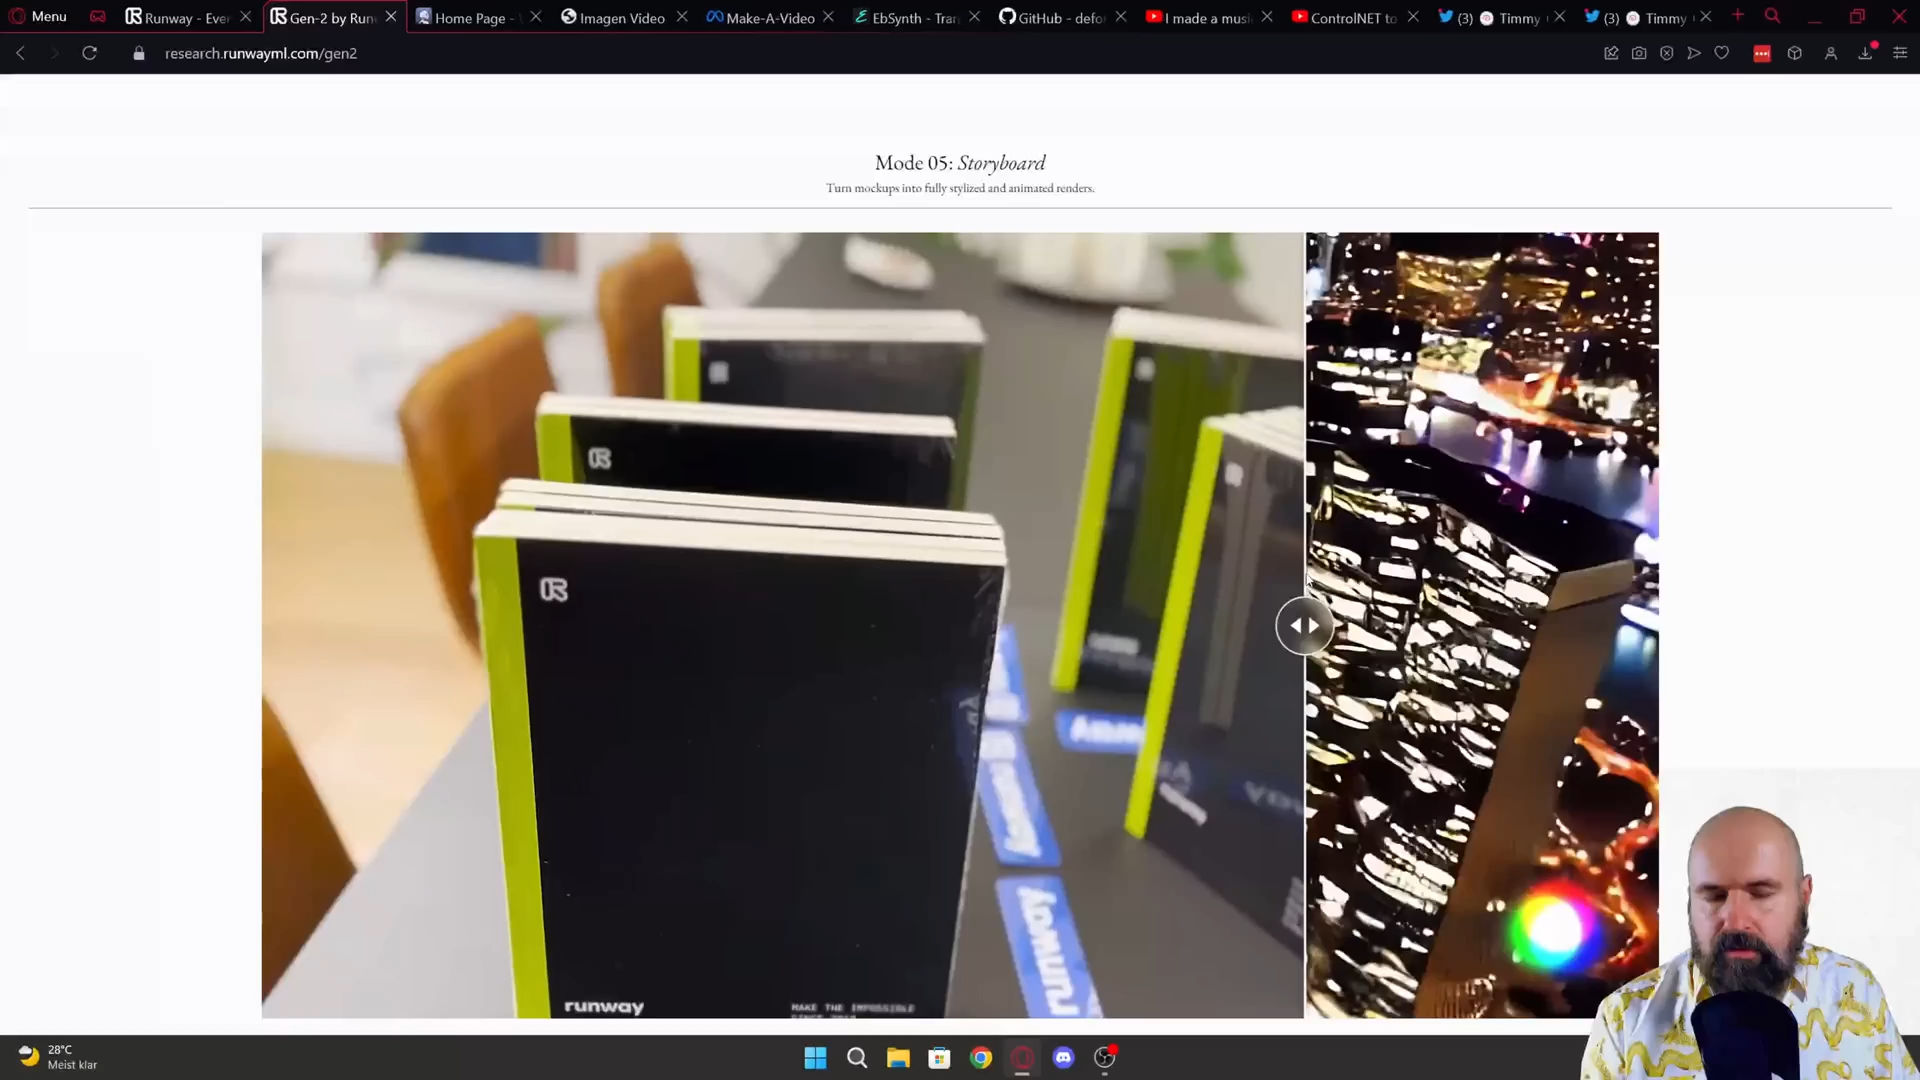 Menu
Runway - Ever
Gen-2 by Run
Home Page -
Imagen Video
Make-A-Video
EbSynth - Tra
GitHub - defo
I made a musi
ControlNET to
(3) Timmy
(3) Timmy
research.runwayml.com/gen2
Mode 05: Storyboard
Turn mockups into fully stylized and animated renders.
runway
MAKE THE IMPOSSIBLE
runway
28°C
Meist klar